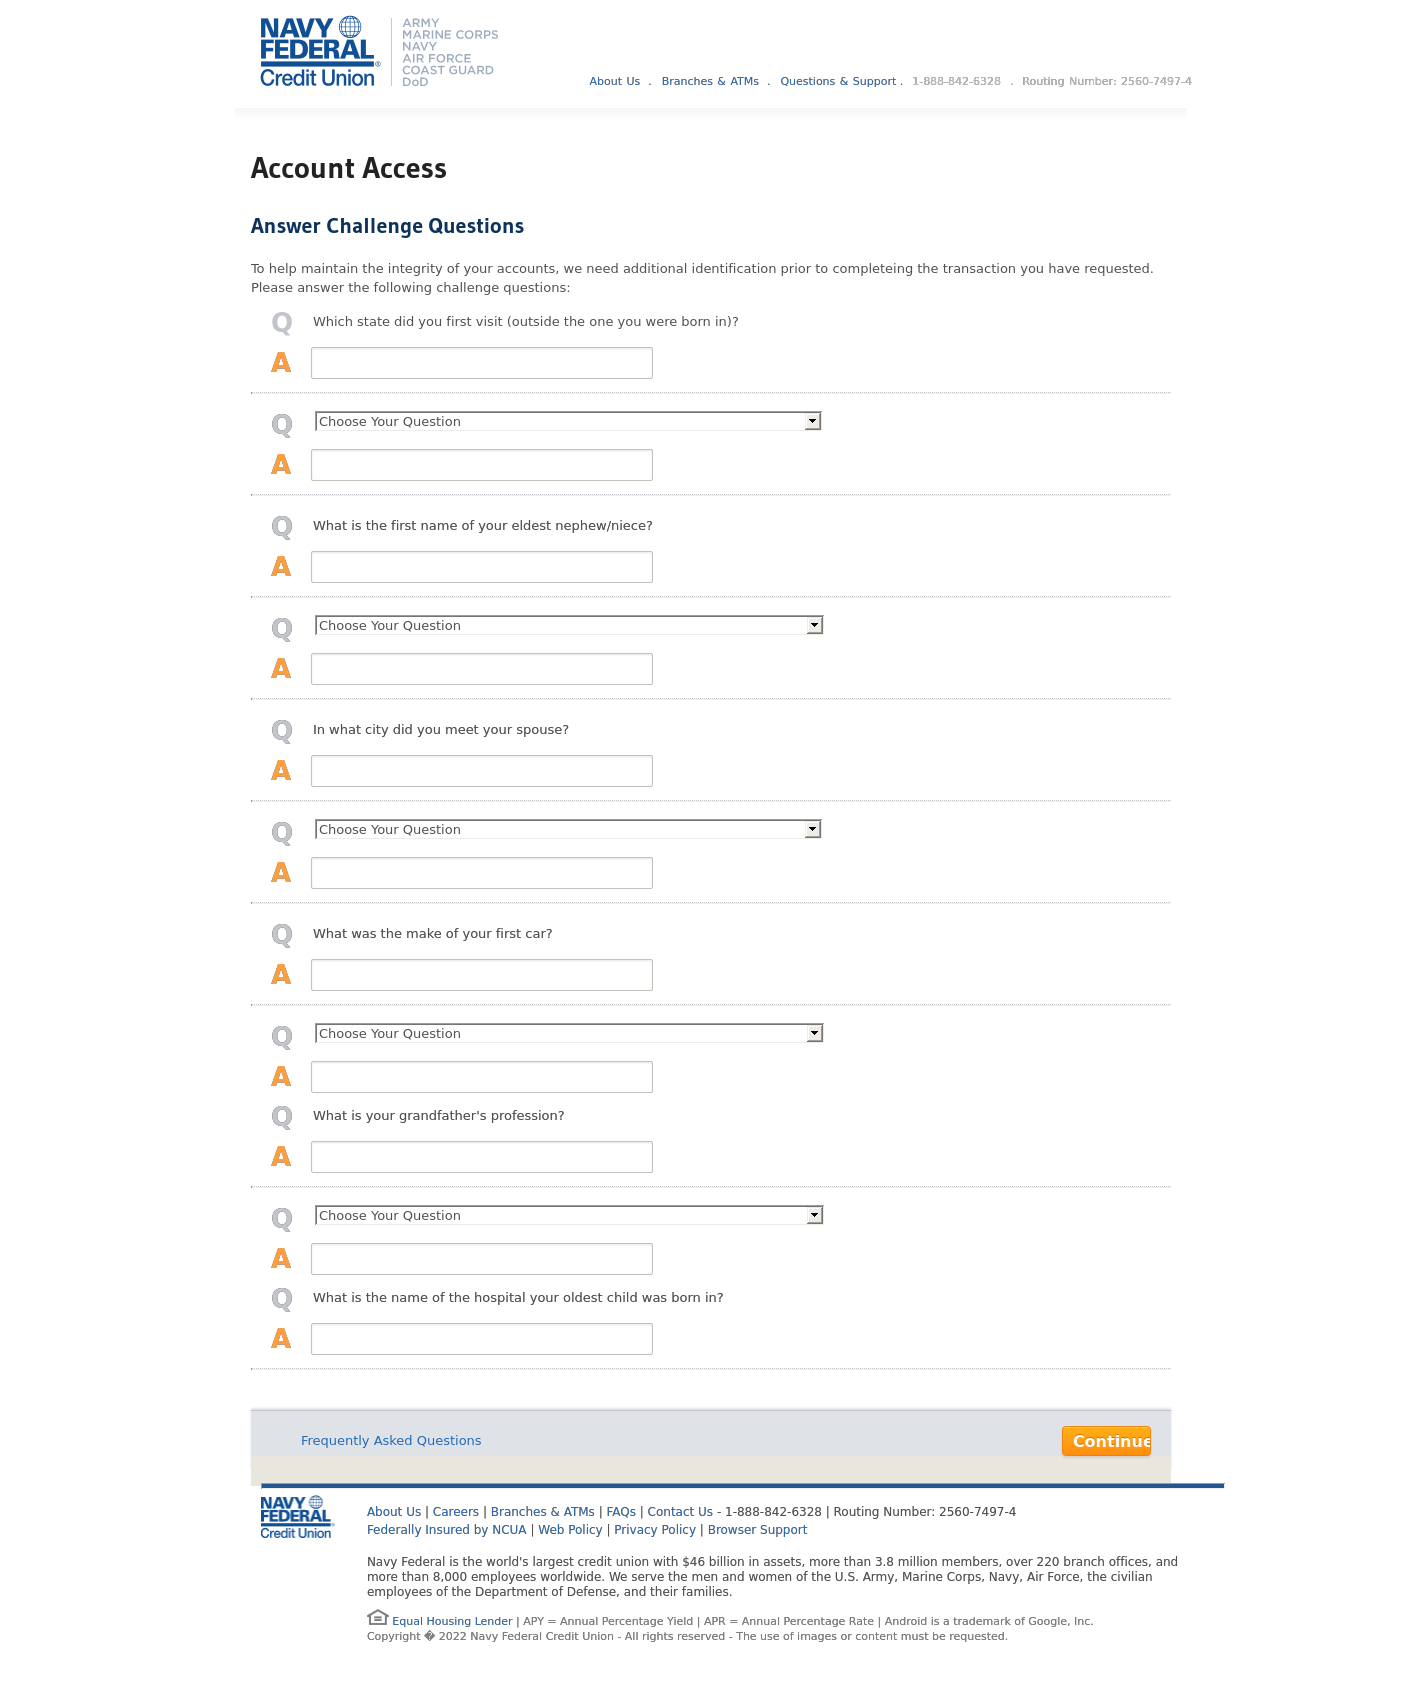 NAVY
FEDERAL
Credit Union®
ARMY
MARINE CORPS
NAVY
AIR FORCE
COAST GUARD
DoD
About Us . Branches & ATMs . Questions & Support . 1-888-842-6328 . Routing Number: 2560-7497-4
Account Access
Answer Challenge Questions
To help maintain the integrity of your accounts, we need additional identification prior to completeing the transaction you have requested.
Please answer the following challenge questions:
Q Which state did you first visit (outside the one you were born in)?
A
Q Choose Your Question
A
Q What is the first name of your eldest nephew/niece?
A
Q Choose Your Question
A
Q In what city did you meet your spouse?
A
Q Choose Your Question
A
Q What was the make of your first car?
A
Q Choose Your Question
A
Q What is your grandfather's profession?
A
Q Choose Your Question
A
Q What is the name of the hospital your oldest child was born in?
A
Frequently Asked Questions Continue
NAVY
FEDERAL
Credit Union
About Us | Careers | Branches & ATMs | FAQs | Contact Us - 1-888-842-6328 | Routing Number: 2560-7497-4
Federally Insured by NCUA | Web Policy | Privacy Policy | Browser Support
Navy Federal is the world's largest credit union with $46 billion in assets, more than 3.8 million members, over 220 branch offices, and
more than 8,000 employees worldwide. We serve the men and women of the U.S. Army, Marine Corps, Navy, Air Force, the civilian
employees of the Department of Defense, and their families.
Equal Housing Lender | APY = Annual Percentage Yield | APR = Annual Percentage Rate | Android is a trademark of Google, Inc.
Copyright � 2022 Navy Federal Credit Union - All rights reserved - The use of images or content must be requested.